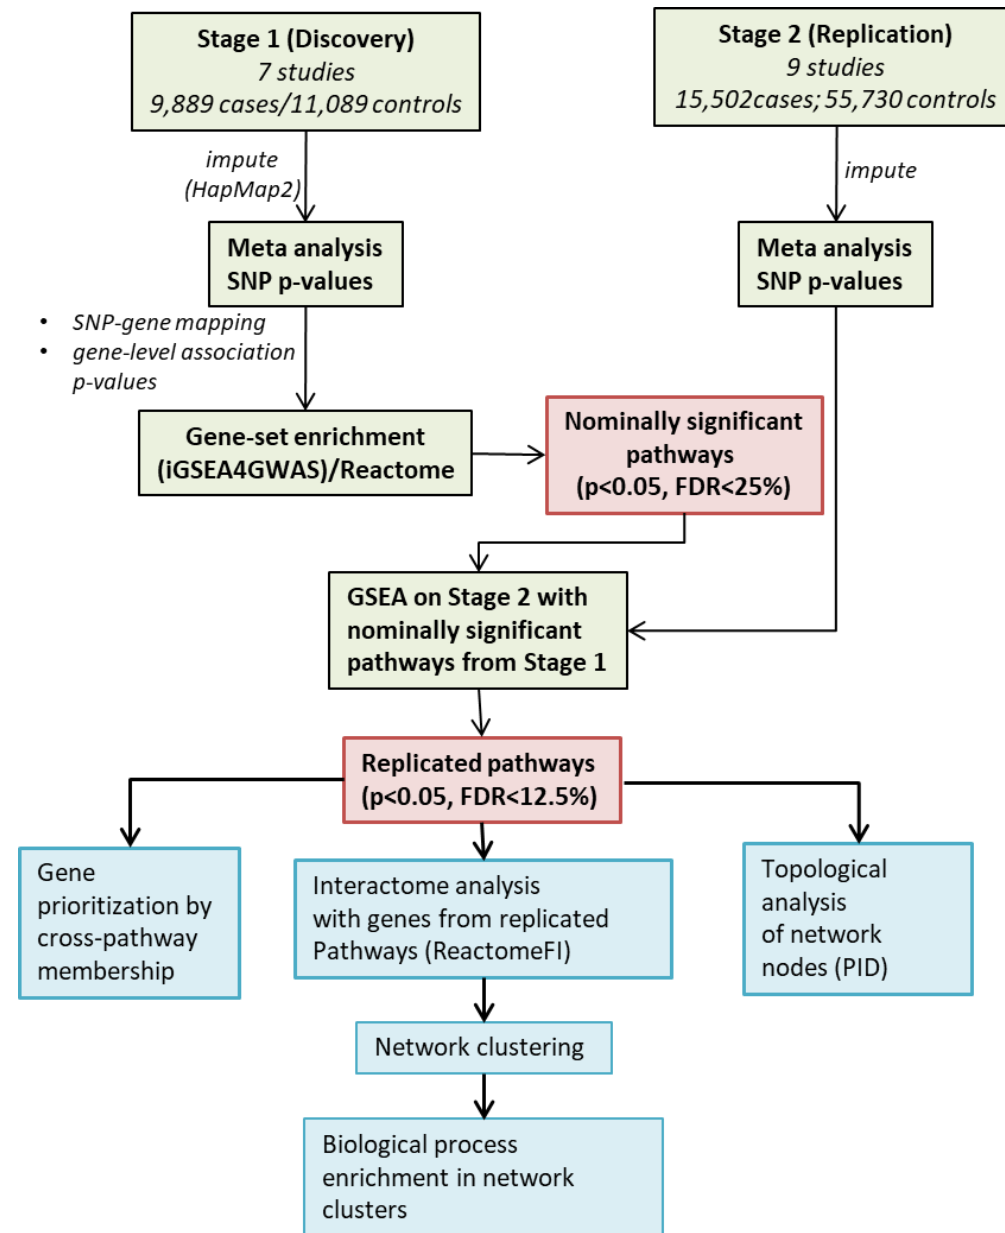 Stage 1 (Discovery)
7 studies
9,889 cases/11,089 controls
Stage 2 (Replication)
9 studies
15,502cases; 55,730 controls
impute
(HapMap2)
impute
Meta analysis
SNP p-values
Meta analysis
SNP p-values
• SNP-gene mapping
• gene-level association
p-values
Gene-set enrichment
(iGSEA4GWAS)/Reactome
Nominally significant
pathways
(p<0.05, FDR<25%)
GSEA on Stage 2 with
nominally significant
pathways from Stage 1
Replicated pathways
(p<0.05, FDR<12.5%)
Gene
prioritization by
cross-pathway
membership
Interactome analysis
with genes from replicated
Pathways (ReactomeFI)
Topological
analysis
of network
nodes (PID)
Network clustering
Biological process
enrichment in network
clusters